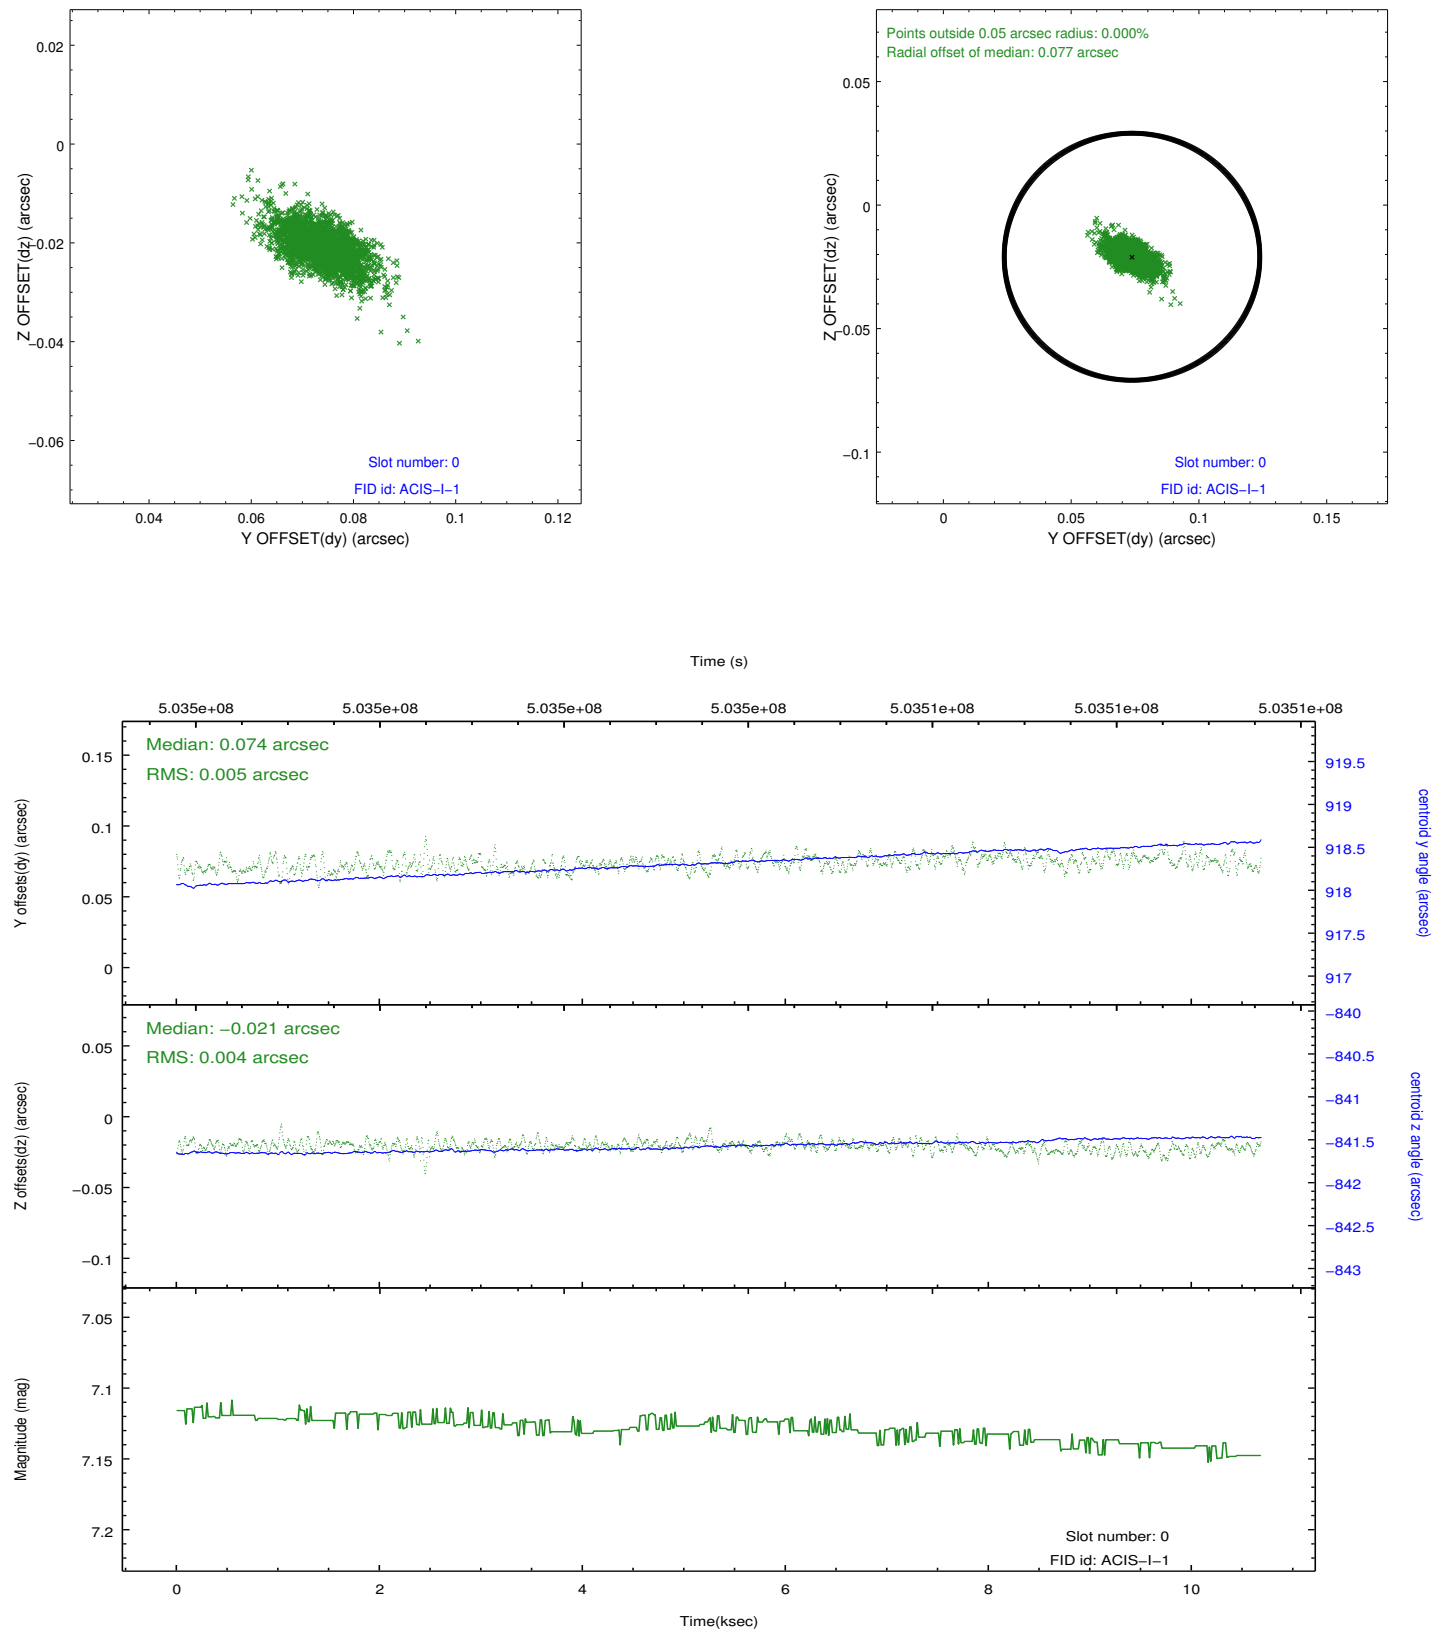 0.02
0
−0.02
−0.04
−0.06
Z OFFSET(dz) (arcsec)
Slot number: 0
FID id: ACIS−I−1
0.04
0.06
0.08
0.1
0.12
Y OFFSET(dy) (arcsec)
Points outside 0.05 arcsec radius: 0.000%
Radial offset of median: 0.077 arcsec
0.05
0
−0.05
−0.1
Z OFFSET(dz) (arcsec)
Slot number: 0
FID id: ACIS−I−1
0
0.05
0.1
0.15
Y OFFSET(dy) (arcsec)
Time (s)
5.035e+08
5.035e+08
5.035e+08
5.035e+08
5.0351e+08
5.0351e+08
5.0351e+08
Median: 0.074 arcsec
RMS: 0.005 arcsec
0.15
0.1
0.05
0
Y offsets(dy) (arcsec)
919.5
919
918.5
918
917.5
917
centroid y angle (arcsec)
Median: −0.021 arcsec
RMS: 0.004 arcsec
0.05
0
−0.05
−0.1
Z offsets(dz) (arcsec)
−840
−840.5
−841
−841.5
−842
−842.5
−843
centroid z angle (arcsec)
7.05
7.1
7.15
7.2
Magnitude (mag)
Slot number: 0
FID id: ACIS−I−1
0
2
4
6
8
10
Time(ksec)